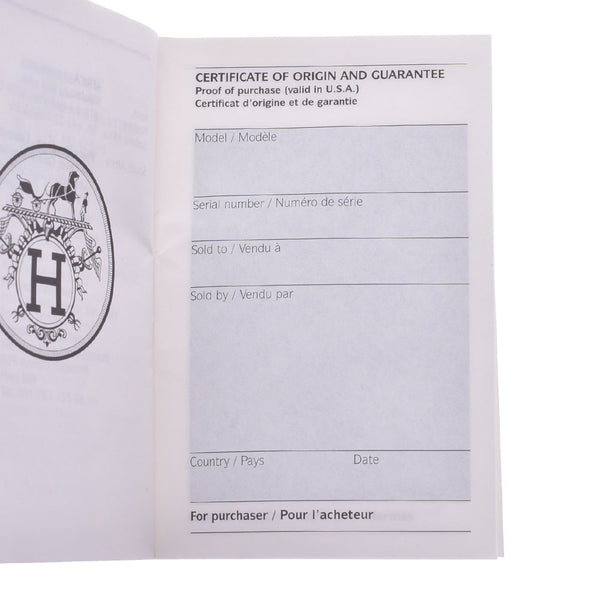 H
CERTIFICATE OF ORIGIN AND GUARANTEE
Proof of purchase (valid in U.S.A.)
Certificat d'origine et de garantie
Model / Modèle
Serial number / Numéro de série
Sold to / Vendu à
Sold by / Vendu par
Country / Pays Date
For purchaser / Pour l'acheteur